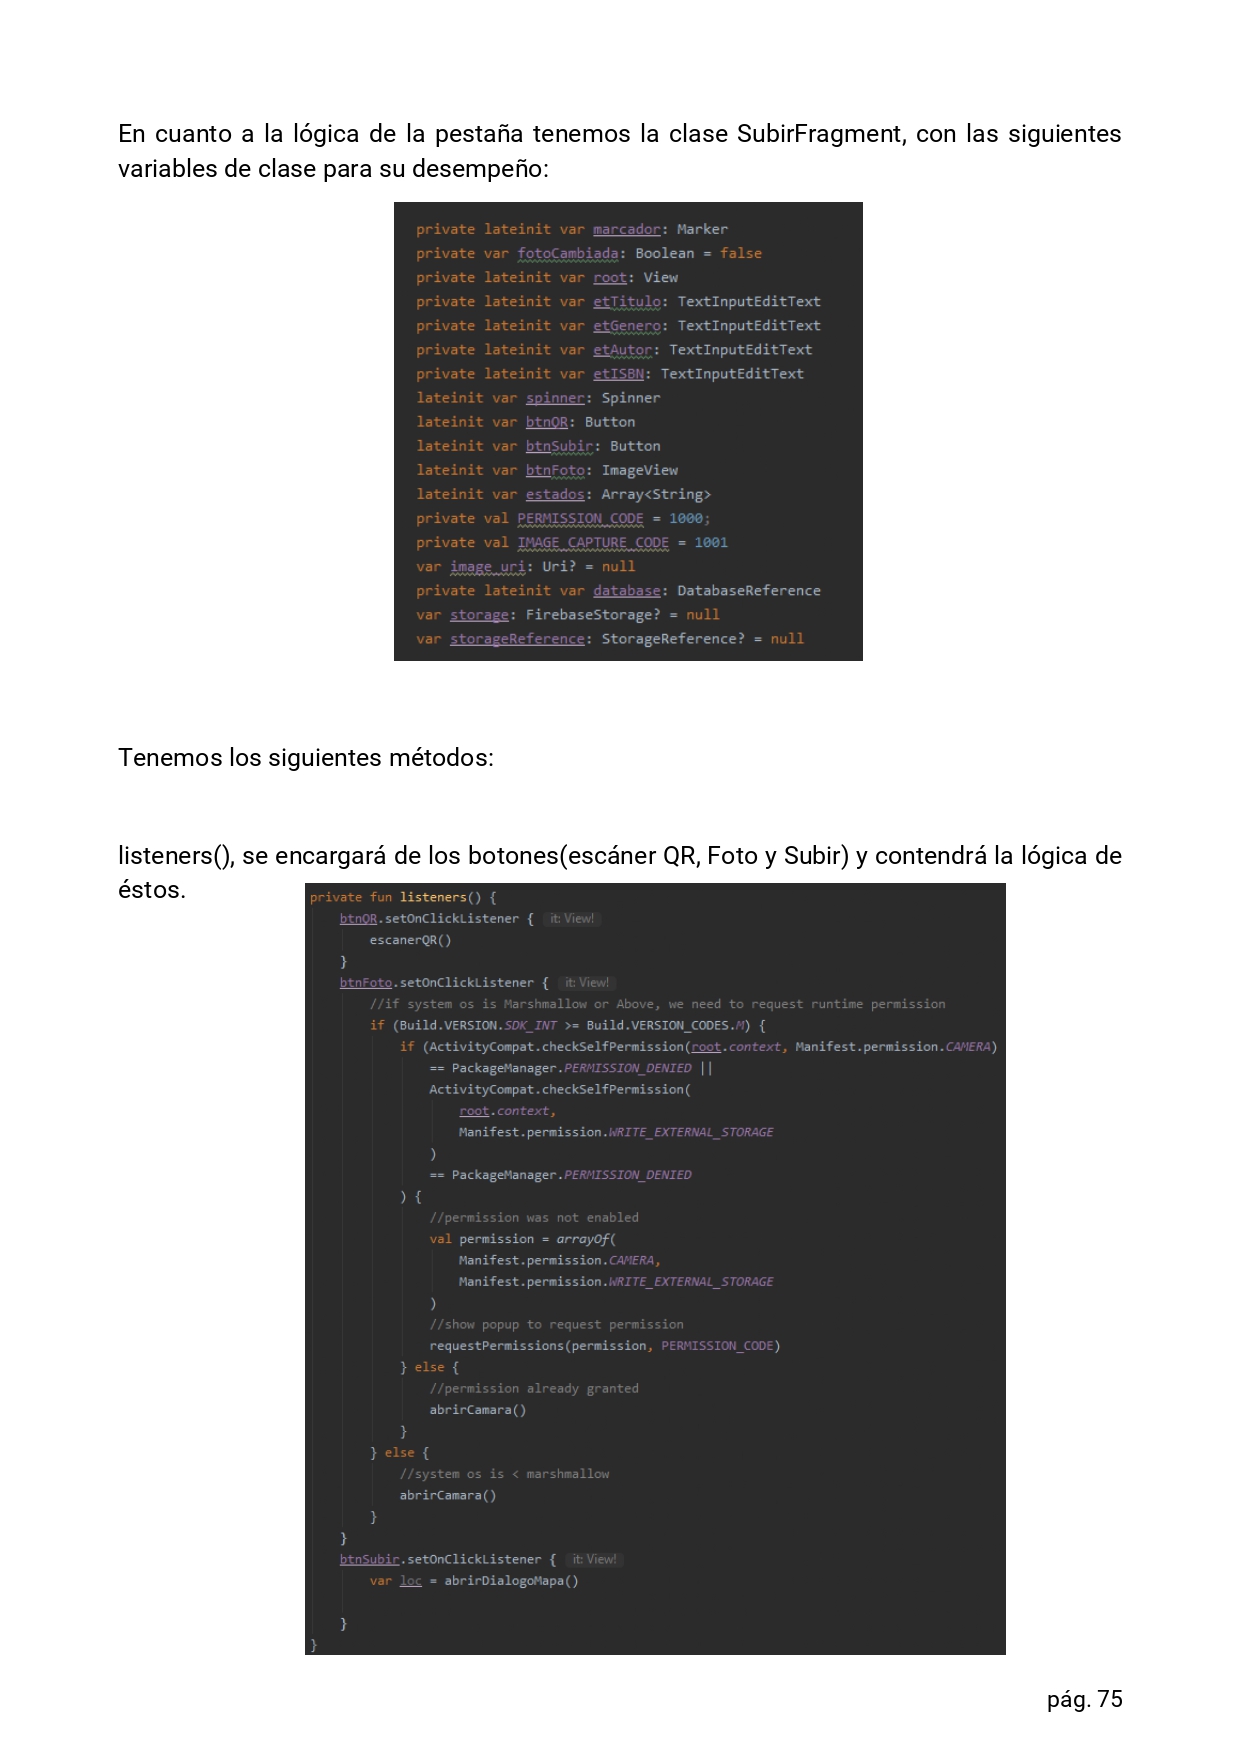 En cuanto a la lógica de la pestaña tenemos la clase SubirFragment, con las siguientes
variables de clase para su desempeño:
private lateinit var marcador: Marker
private var fotoCambiada: Boolean = false
private lateinit var root: View
private lateinit var etTitulo: TextInputEditText
private lateinit var etGenero: TextInputEditText
private lateinit var etAutor: TextInputEditText
private lateinit var etISBN: TextInputEditText
lateinit var spinner: Spinner
lateinit var btnQR: Button
lateinit var btnSubir: Button
lateinit var btnFoto: ImageView
lateinit var estados: Array<String>
private val PERMISSION_CODE = 1000;
private val IMAGE_CAPTURE_CODE = 1001
var image_uri: Uri? = null
private lateinit var database: DatabaseReference
var storage: FirebaseStorage? = null
var storageReference: StorageReference? = null
Tenemos los siguientes métodos:
listeners(), se encargará de los botones(escáner QR, Foto y Subir) y contendrá la lógica de
éstos.
private fun listeners() {
btnQR.setOnClickListener { it: View!
escanerQR()
}
btnFoto.setOnClickListener { it: View!
//if system os is Marshmallow or Above, we need to request runtime permission
if (Build.VERSION.SDK_INT >= Build.VERSION_CODES.M) {
if (ActivityCompat.checkSelfPermission(root.context, Manifest.permission.CAMERA)
== PackageManager.PERMISSION_DENIED ||
ActivityCompat.checkSelfPermission(
root.context,
Manifest.permission.WRITE_EXTERNAL_STORAGE
)
== PackageManager.PERMISSION_DENIED
) {
//permission was not enabled
val permission = arrayOf(
Manifest.permission.CAMERA,
Manifest.permission.WRITE_EXTERNAL_STORAGE
)
//show popup to request permission
requestPermissions(permission, PERMISSION_CODE)
} else {
//permission already granted
abrirCamara()
}
} else {
//system os is < marshmallow
abrirCamara()
}
}
btnSubir.setOnClickListener { it: View!
var loc = abrirDialogoMapa()
}
}
pág. 75